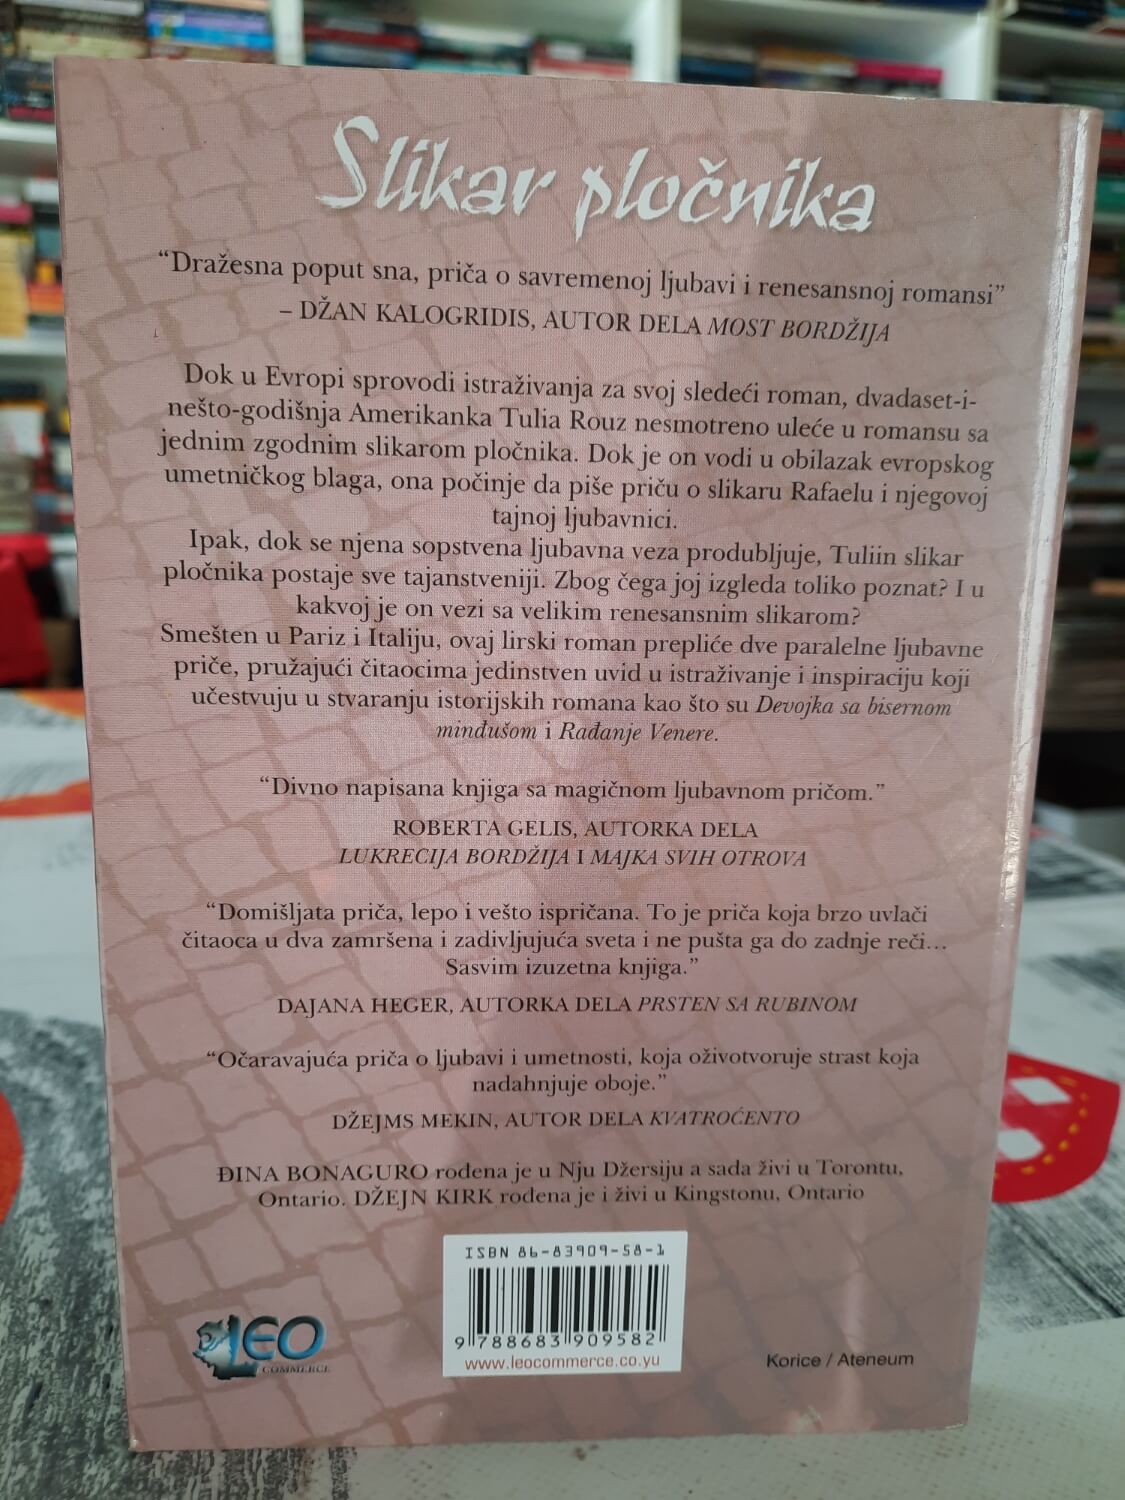 Slikar pločnika
“Dražesna poput sna, priča o savremenoj ljubavi i renesansnoj romansi”
– DŽAN KALOGRIDIS, AUTOR DELA MOST BORDŽIJA
Dok u Evropi sprovodi istraživanja za svoj sledeći roman, dvadaset-i-
nešto-godišnja Amerikanka Tulia Rouz nesmotreno uleće u romansu sa
jednim zgodnim slikarom pločnika. Dok je on vodi u obilazak evropskog
umetničkog blaga, ona počinje da piše priču o slikaru Rafaelu i njegovoj
tajnoj ljubavnici.
Ipak, dok se njena sopstvena ljubavna veza produbljuje, Tuliin slikar
pločnika postaje sve tajanstveniji. Zbog čega joj izgleda toliko poznat? I u
kakvoj je on vezi sa velikim renesansnim slikarom?
Smešten u Pariz i Italiju, ovaj lirski roman prepliće dve paralelne ljubavne
priče, pružajući čitaocima jedinstven uvid u istraživanje i inspiraciju koji
učestvuju u stvaranju istorijskih romana kao što su Devojka sa bisernom
minđušom i Rađanje Venere.
“Divno napisana knjiga sa magičnom ljubavnom pričom.”
ROBERTA GELIS, AUTORKA DELA
LUKRECIJA BORDŽIJA I MAJKA SVIH OTROVA
“Domišljata priča, lepo i vešto ispričana. To je priča koja brzo uvlači
čitaoca u dva zamršena i zadivljujuća sveta i ne pušta ga do zadnje reči...
Sasvim izuzetna knjiga.”
DAJANA HEGER, AUTORKA DELA PRSTEN SA RUBINOM
“Očaravajuća priča o ljubavi i umetnosti, koja oživotvoruje strast koja
nadahnjuje oboje.”
DŽEJMS MEKIN, AUTOR DELA KVATROĆENTO
ĐINA BONAGURO rođena je u Nju Džersiju a sada živi u Torontu,
Ontario. DŽEJN KIRK rođena je i živi u Kingstonu, Ontario
ISBN 86-83909-58-1
9 788683 909582
www.leocommerce.co.yu
LEO
COMMERCE
Korice / Ateneum